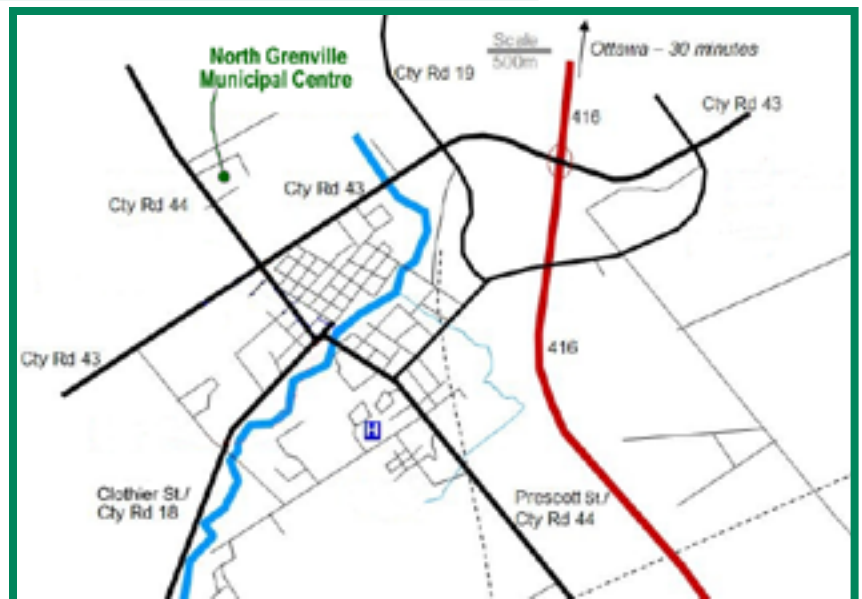 North Grenville
Municipal Centre
Cty Rd 19
Scale
500m
Ottawa – 30 minutes
416
Cty Rd 43
Cty Rd 44
Cty Rd 43
Cty Rd 43
416
H
Clothier St./
Cty Rd 18
Prescott St./
Cty Rd 44